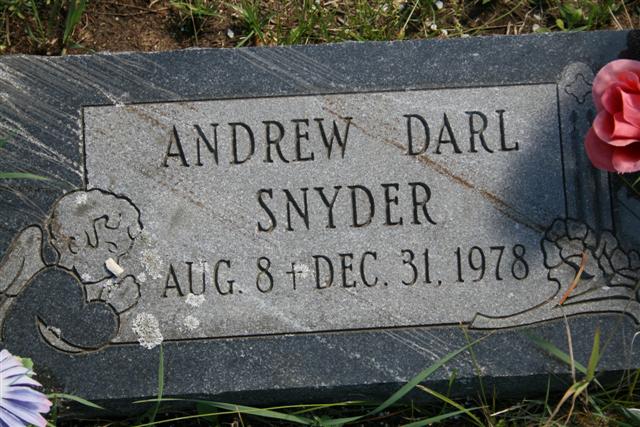 ANDREW DARL
SNYDER
AUG. 8 † DEC. 31, 1978